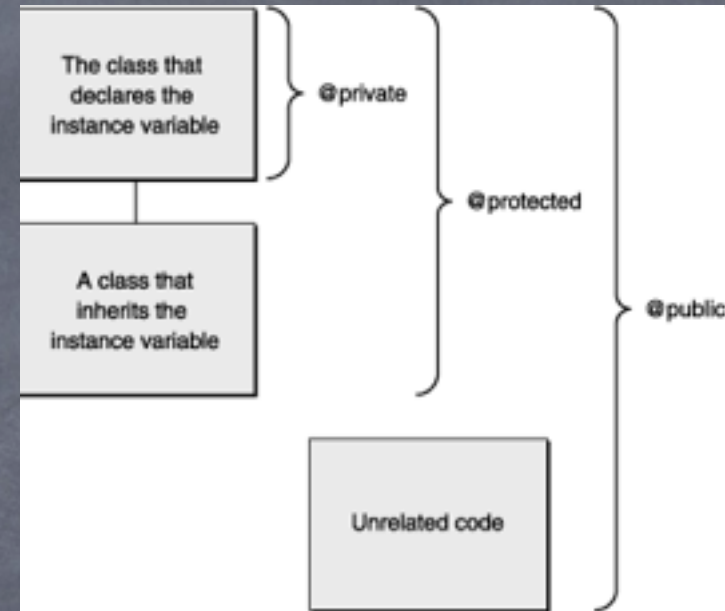 The class that
declares the
instance variable
@private
@protected
A class that
inherits the
instance variable
@public
Unrelated code